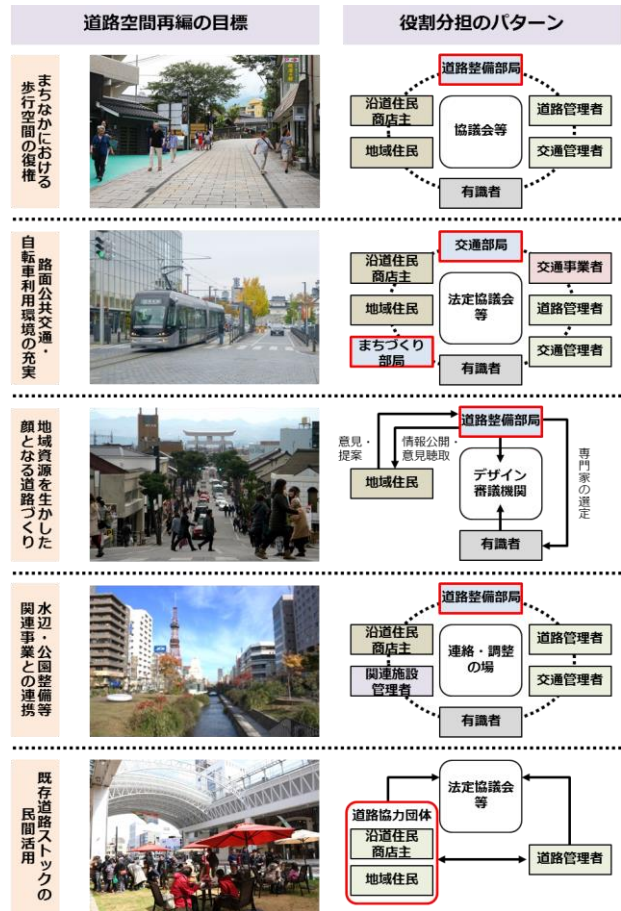 道路空間再編の目標
役割分担のパターン
まちなかにおける
歩行空間の復権
道路整備部局
沿道住民
商店主
地域住民
協議会等
道路管理者
交通管理者
有識者
路面公共交通・
自転車利用環境の充実
交通部局
沿道住民
商店主
地域住民
まちづくり
部局
法定協議会
等
交通事業者
道路管理者
交通管理者
有識者
地域資源を生かした
顔となる道路づくり
道路整備部局
意見・
提案
情報公開・
意見聴取
地域住民
デザイン
審議機関
専門家の選定
有識者
水辺・公園整備等
関連事業との連携
道路整備部局
沿道住民
商店主
関連施設
管理者
連絡・調整
の場
道路管理者
交通管理者
有識者
既存道路ストックの
民間活用
法定協議会
等
道路協力団体
沿道住民
商店主
地域住民
道路管理者